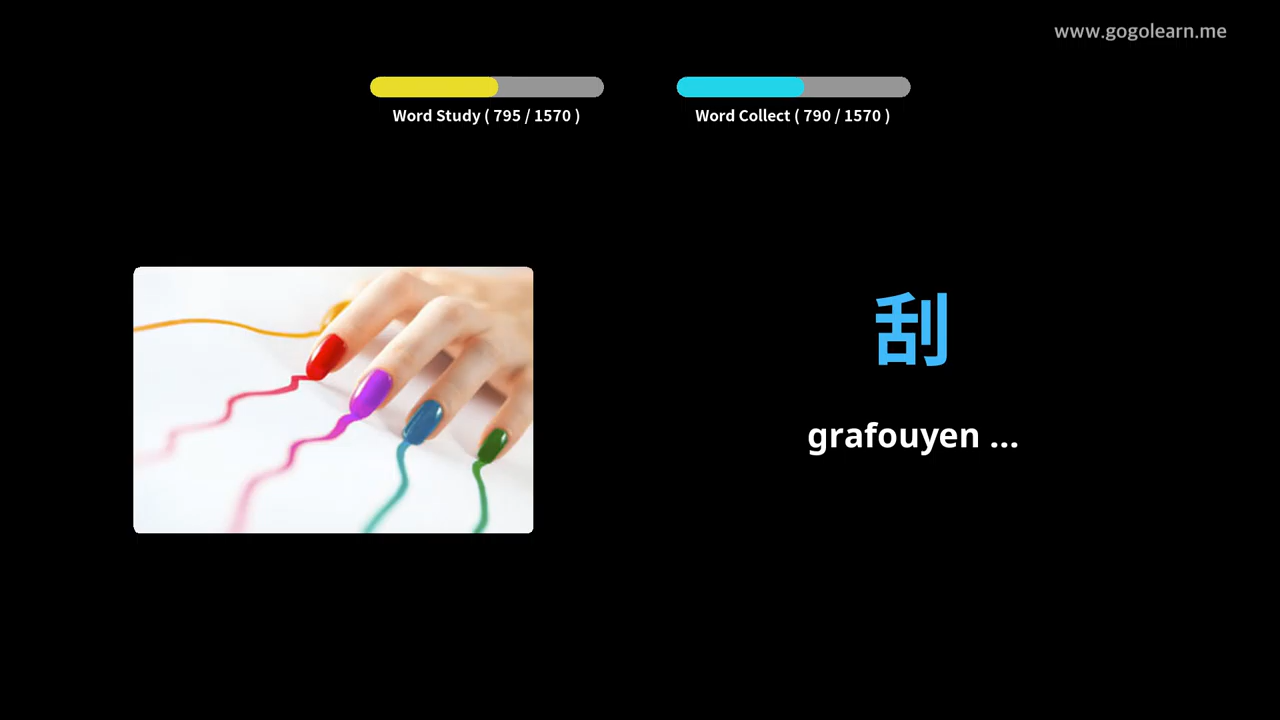 www.gogolearn.me
Word Study ( 795 / 1570 )
Word Collect ( 790 / 1570 )
刮
grafouyen ...